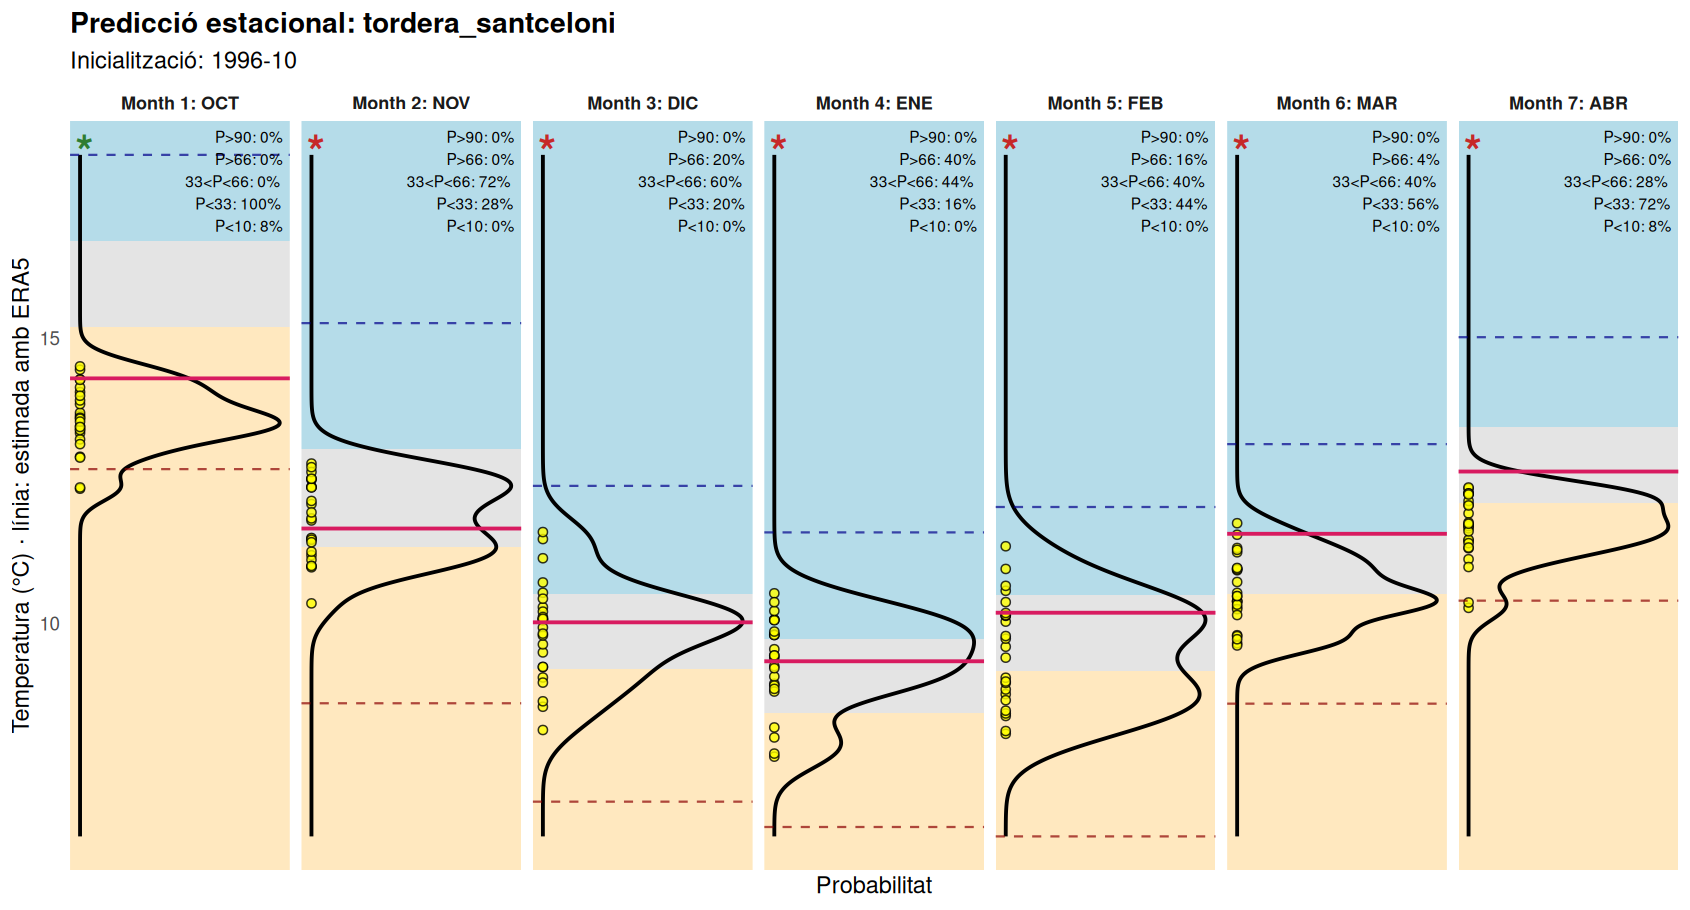 Predicció estacional: tordera_santceloni
Inicialització: 1996-10
Month 1: OCT
Month 2: NOV
Month 3: DIC
Month 4: ENE
Month 5: FEB
Month 6: MAR
Month 7: ABR
*
P>90: 0%
P>66: 0%
33<P<66: 0%
P<33: 100%
P<10: 8%
*
P>90: 0%
P>66: 0%
33<P<66: 72%
P<33: 28%
P<10: 0%
*
P>90: 0%
P>66: 20%
33<P<66: 60%
P<33: 20%
P<10: 0%
*
P>90: 0%
P>66: 40%
33<P<66: 44%
P<33: 16%
P<10: 0%
*
P>90: 0%
P>66: 16%
33<P<66: 40%
P<33: 44%
P<10: 0%
*
P>90: 0%
P>66: 4%
33<P<66: 40%
P<33: 56%
P<10: 0%
*
P>90: 0%
P>66: 0%
33<P<66: 28%
P<33: 72%
P<10: 8%
Temperatura (°C) · línia: estimada amb ERA5
15
10
Probabilitat